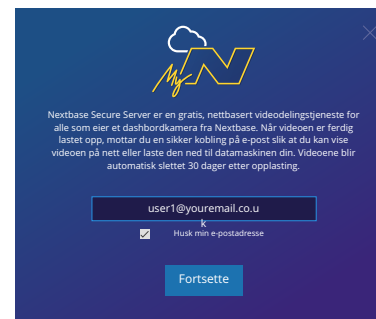 My N
Nextbase Secure Server er en gratis, nettbasert videodelingstjeneste for
alle som eier et dashbordkamera fra Nextbase. Når videoen er ferdig
lastet opp, mottar du en sikker kobling på e-post slik at du kan vise
videoen på nett eller laste den ned til datamaskinen din. Videoene blir
automatisk slettet 30 dager etter opplasting.
user1@youremail.co.u
k
Husk min e-postadresse
Fortsette